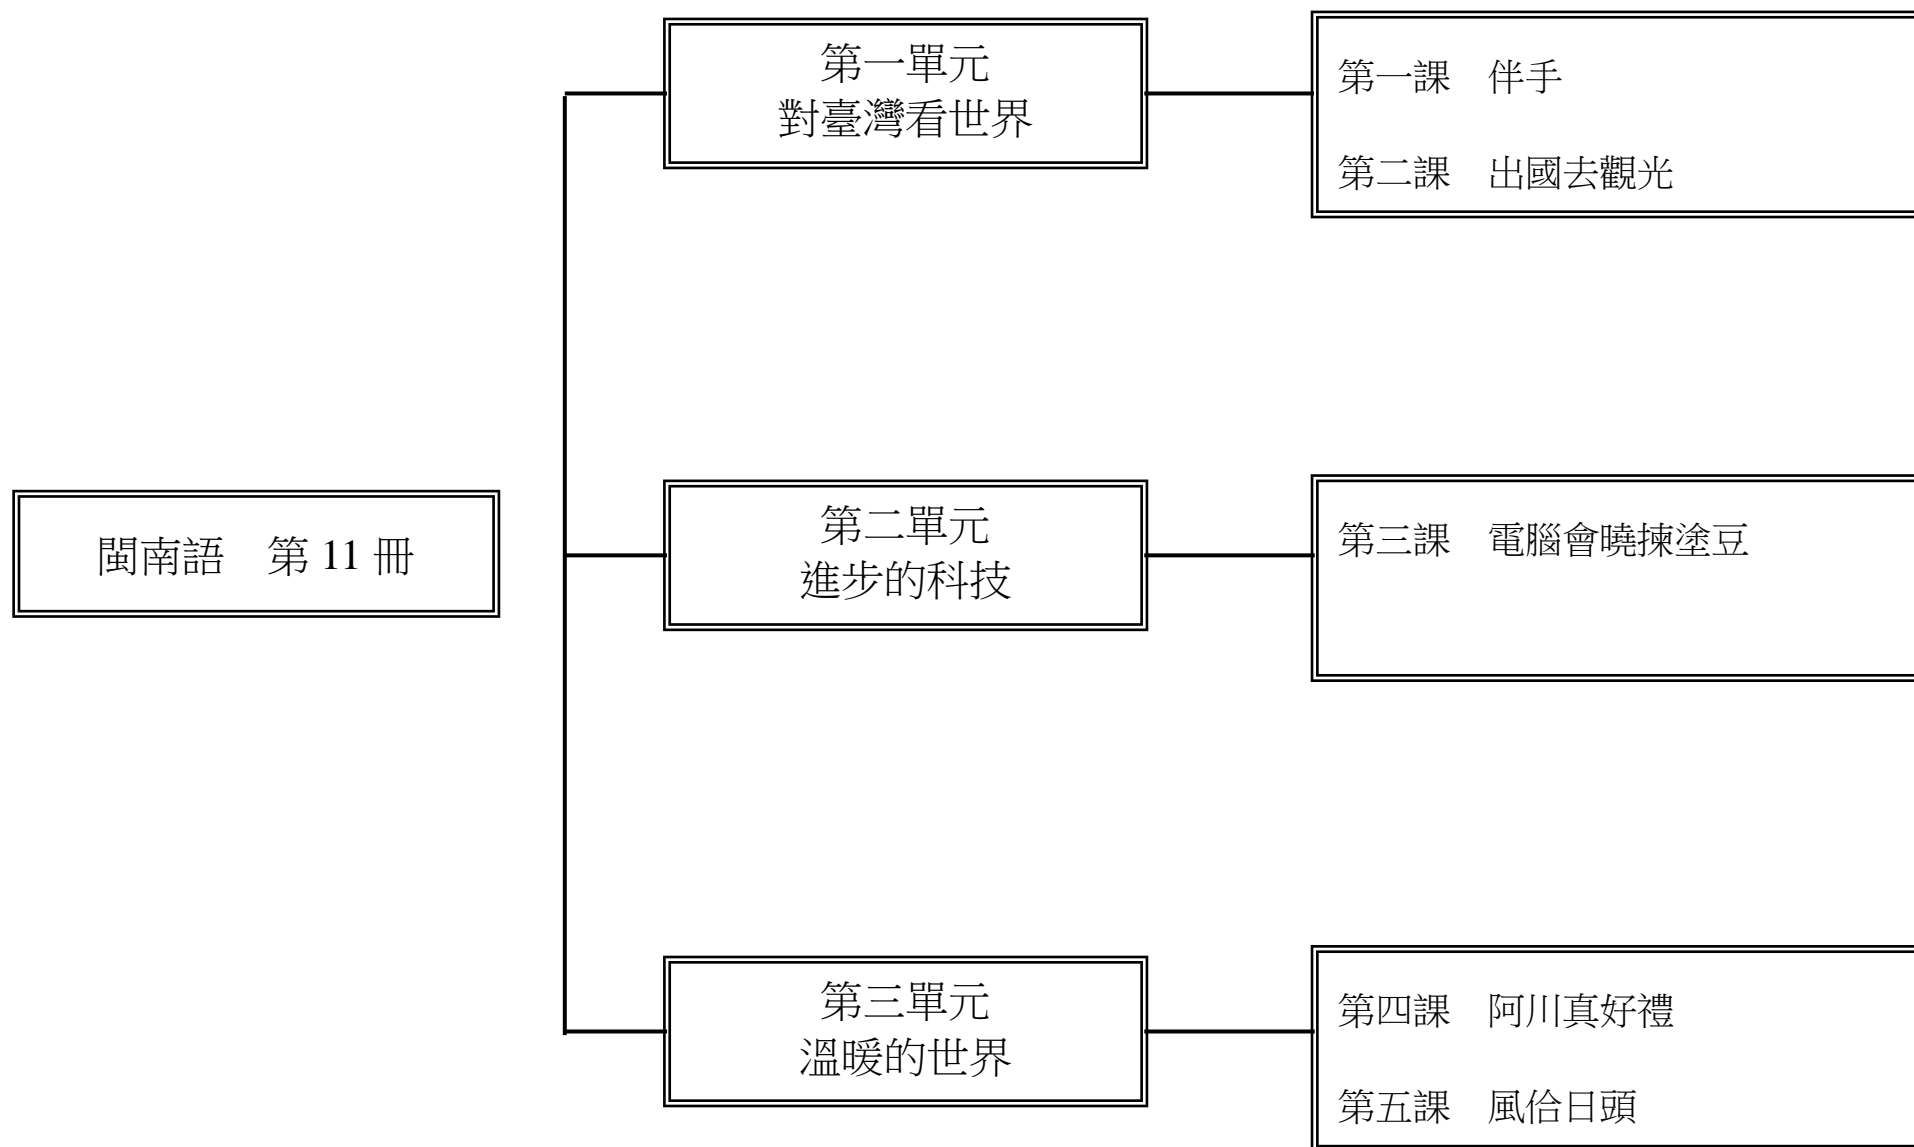 閩南語　第 11 冊
第一單元
對臺灣看世界
第一課　伴手
第二課　出國去觀光
第二單元
進步的科技
第三課　電腦會曉揀塗豆
第三單元
溫暖的世界
第四課　阿川真好禮
第五課　風佮日頭